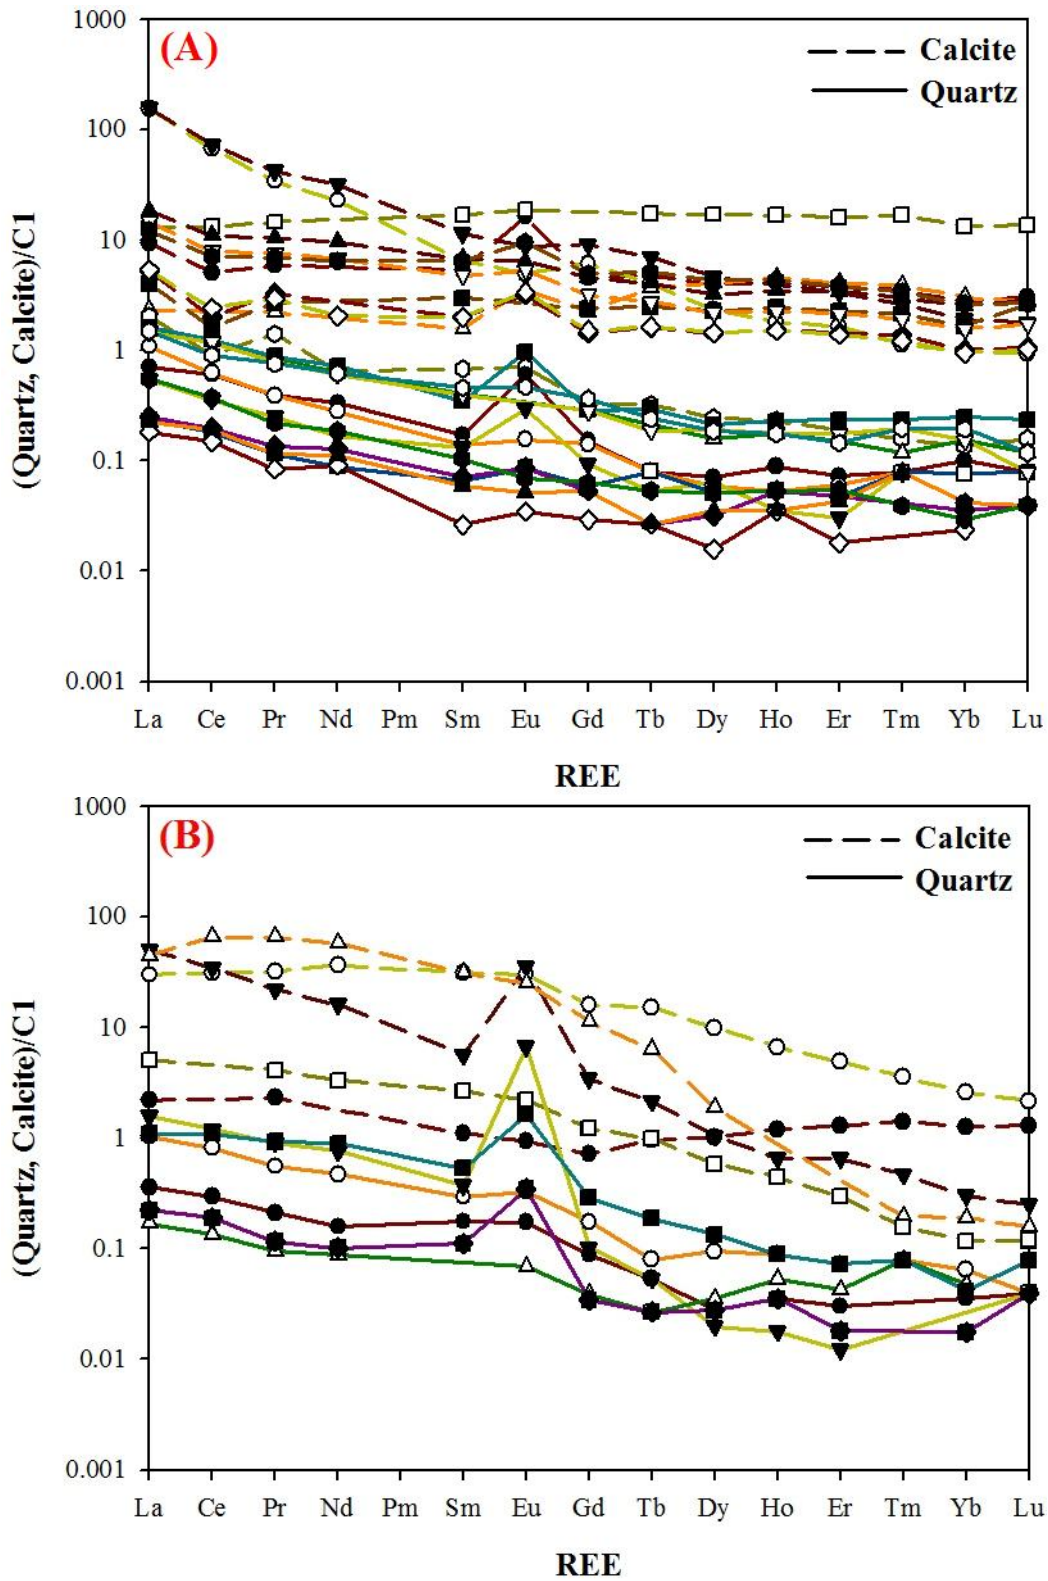 (A)
Calcite
Quartz
1000
100
10
1
0.1
0.01
0.001
(Quartz, Calcite)/C1
La Ce Pr Nd Pm Sm Eu Gd Tb Dy Ho Er Tm Yb Lu
REE
(B)
Calcite
Quartz
1000
100
10
1
0.1
0.01
0.001
(Quartz, Calcite)/C1
La Ce Pr Nd Pm Sm Eu Gd Tb Dy Ho Er Tm Yb Lu
REE